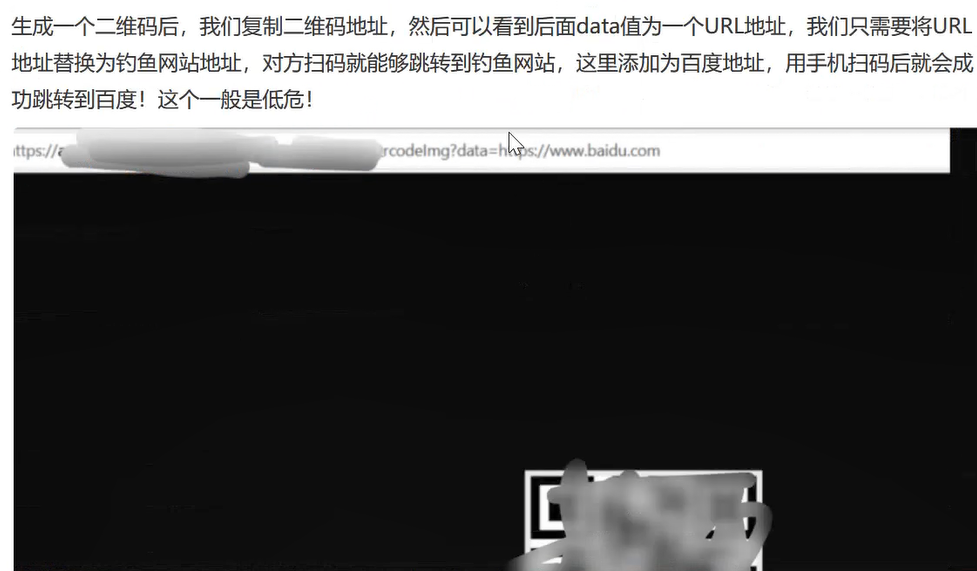 生成一个二维码后，我们复制二维码地址，然后可以看到后面data值为一个URL地址，我们只需要将URL
地址替换为钓鱼网站地址，对方扫码就能够跳转到钓鱼网站，这里添加为百度地址，用手机扫码后就会成
功跳转到百度！这个一般是低危！
ttps://a rcodeImg?data=https://www.baidu.com